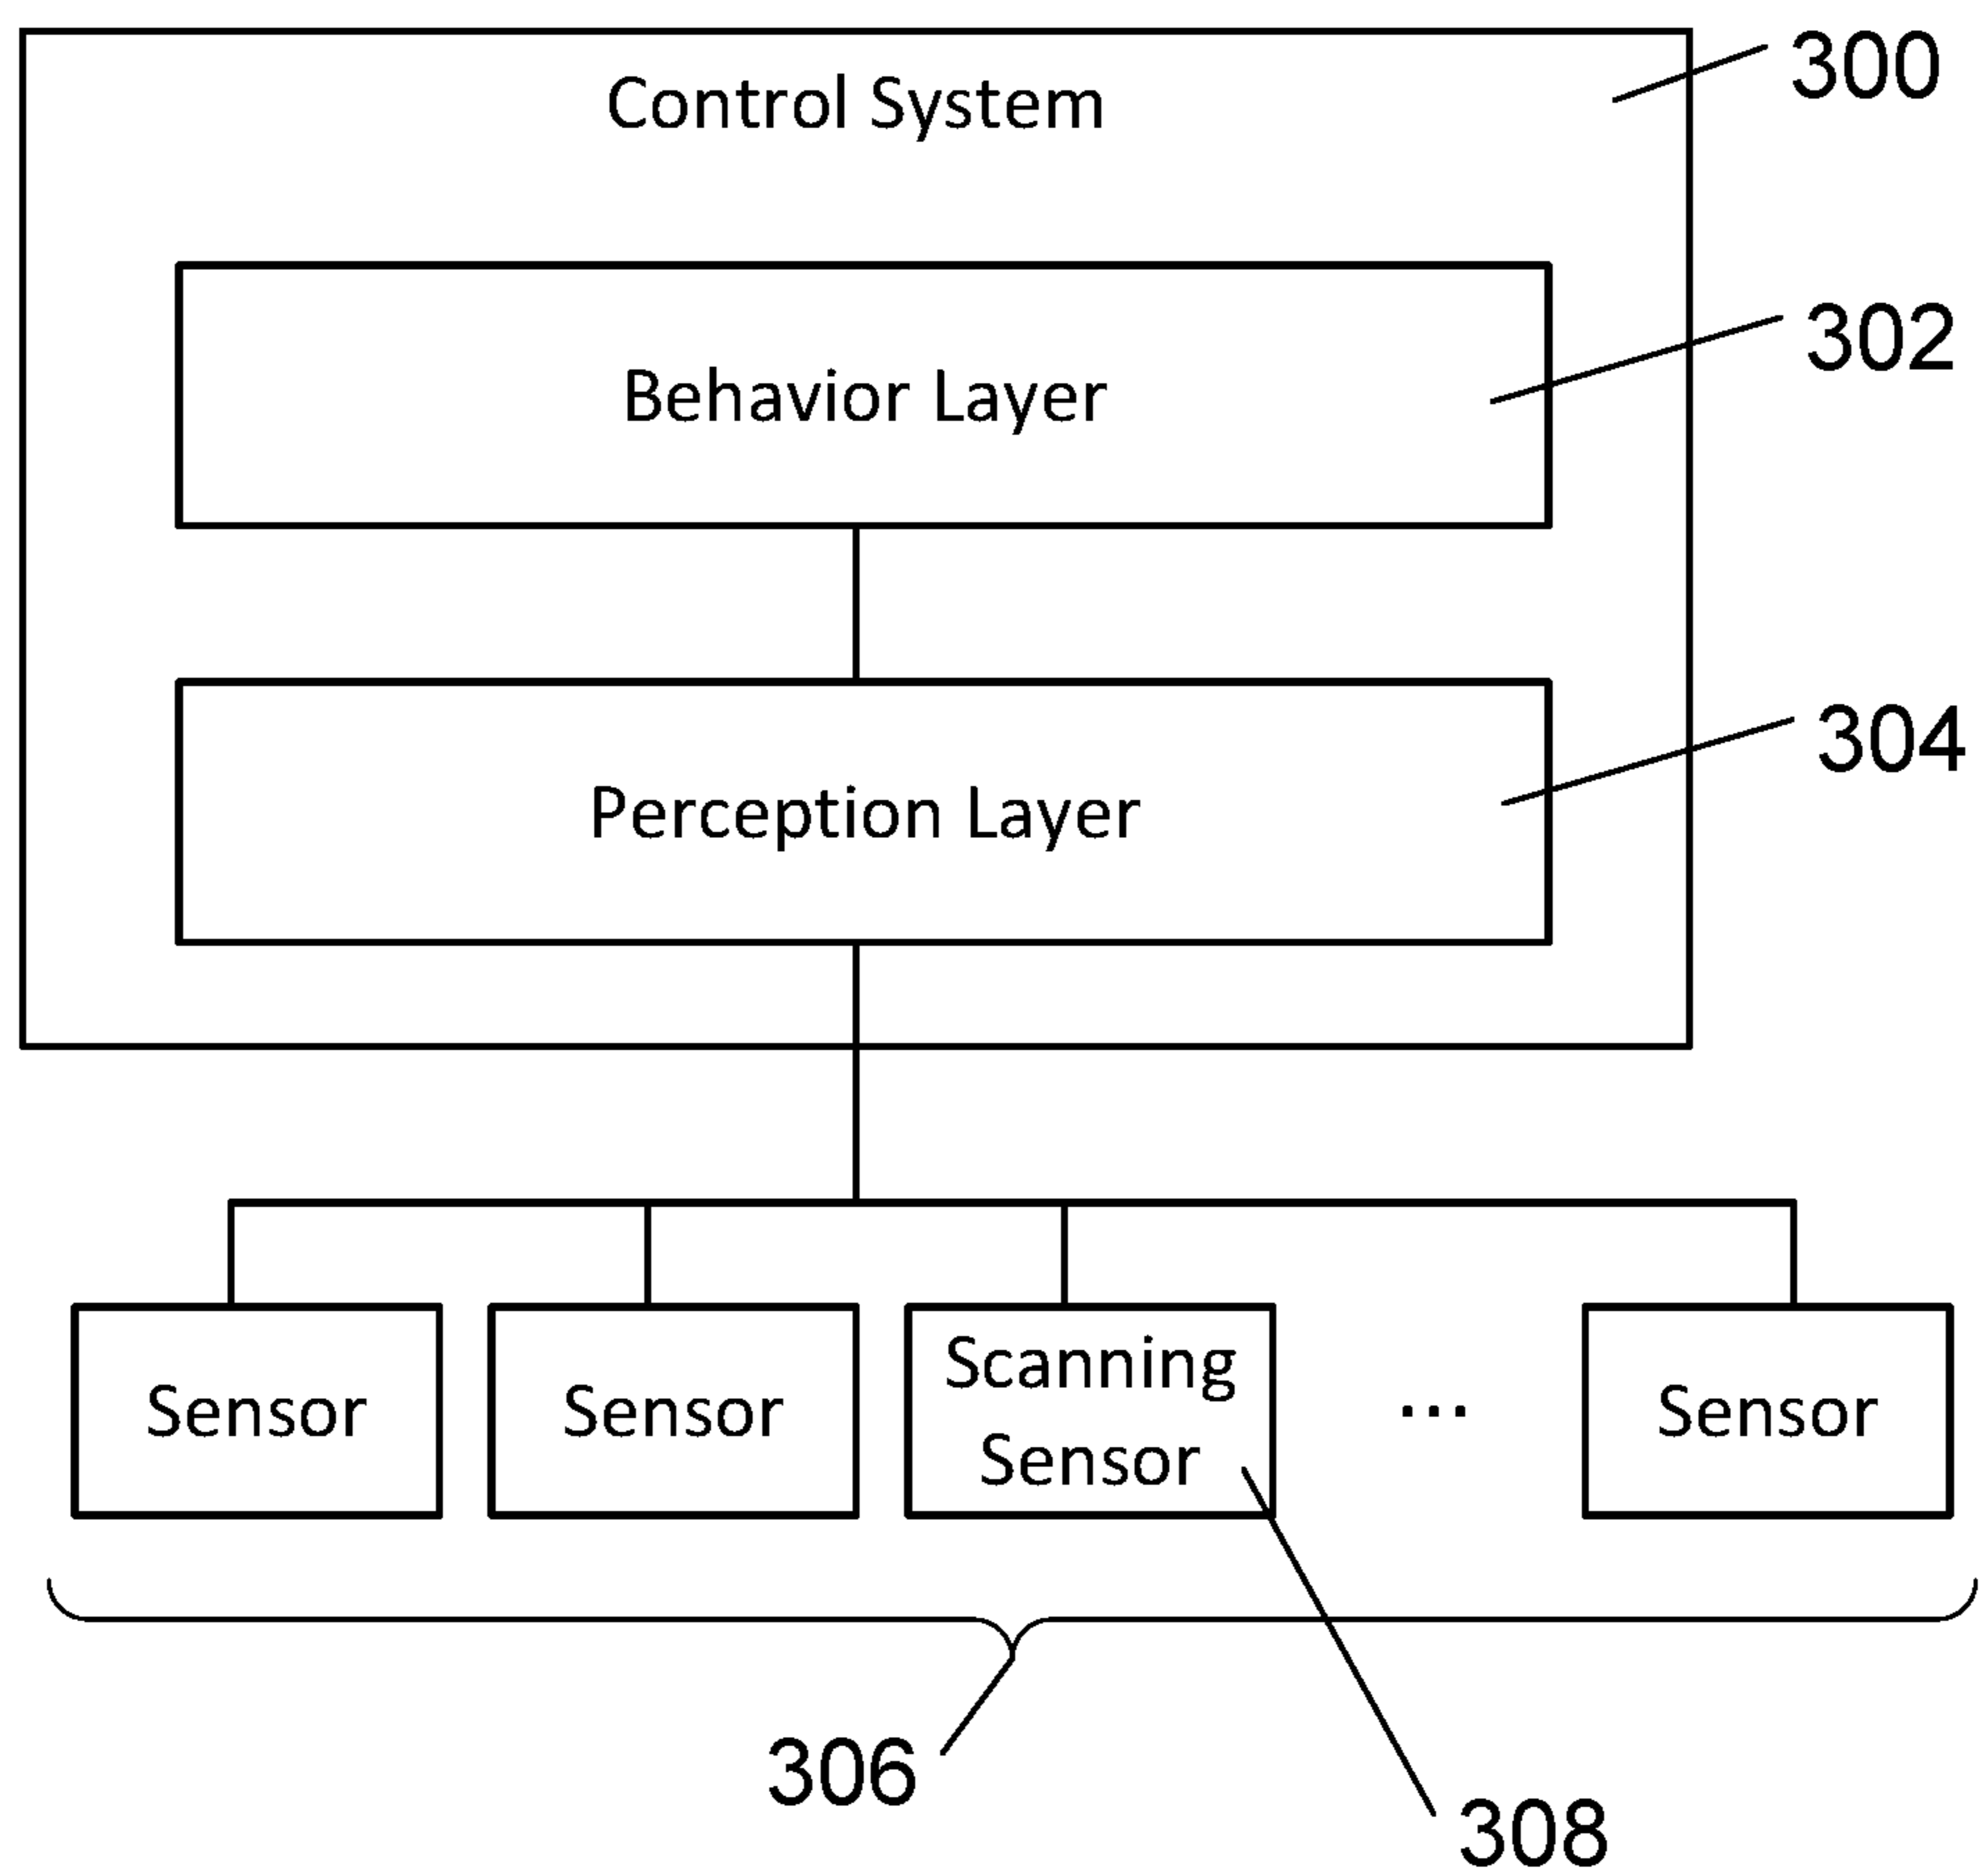 Control System
300
Behavior Layer
302
Perception Layer
304
Sensor
Sensor
Scanning
Sensor
...
Sensor
306
308